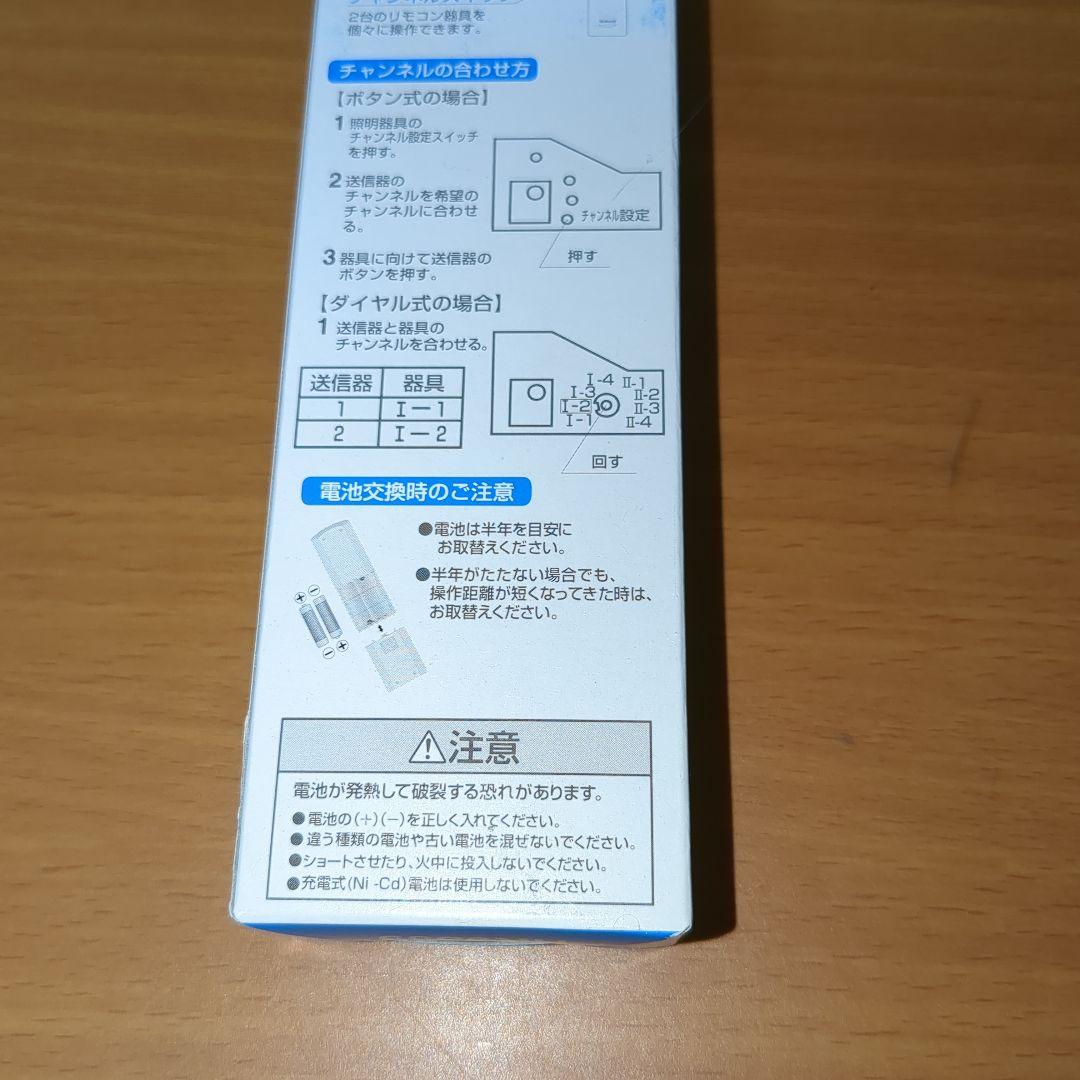 チャンネルスイッチ
2台のリモコン器具を
個々に操作できます。
チャンネルの合わせ方
【ボタン式の場合】
1 照明器具の
チャンネル設定スイッチ
を押す。
2 送信器の
チャンネルを希望の
チャンネルに合わせ
る。
チャンネル設定
押す
3 器具に向けて送信器の
ボタンを押す。
【ダイヤル式の場合】
1 送信器と器具の
チャンネルを合わせる。
送信器 器具
1 Ⅰ－1
2 Ⅰ－2
Ⅰ-4 Ⅱ-1
Ⅰ-3 Ⅱ-2
Ⅰ-2 Ⅱ-3
Ⅰ-1 Ⅱ-4
回す
電池交換時のご注意
●電池は半年を目安に
お取替えください。
●半年がたたない場合でも、
操作距離が短くなってきた時は、
お取替えください。
⊕ ⊖
⊖ ⊕
⚠注意
電池が発熱して破裂する恐れがあります。
●電池の(＋)(－)を正しく入れてください。
●違う種類の電池や古い電池を混ぜないでください。
●ショートさせたり、火中に投入しないでください。
●充電式(Ni -Cd)電池は使用しないでください。